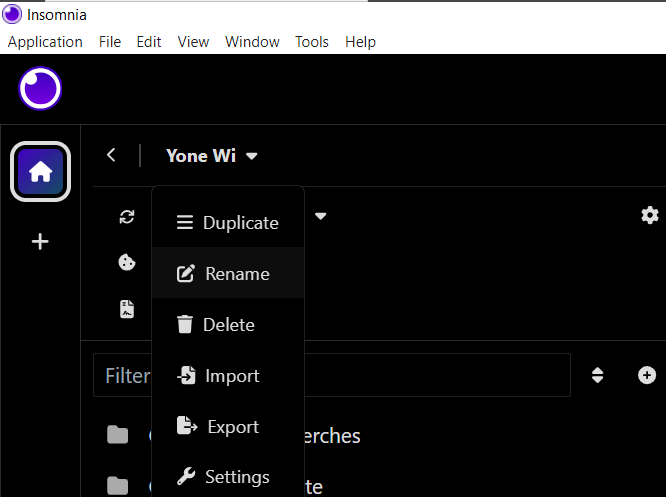 Insomnia
Application File Edit View Window Tools Help
Yone Wi
Duplicate
Rename
Delete
Import
Filter
Export
erches
Settings
te